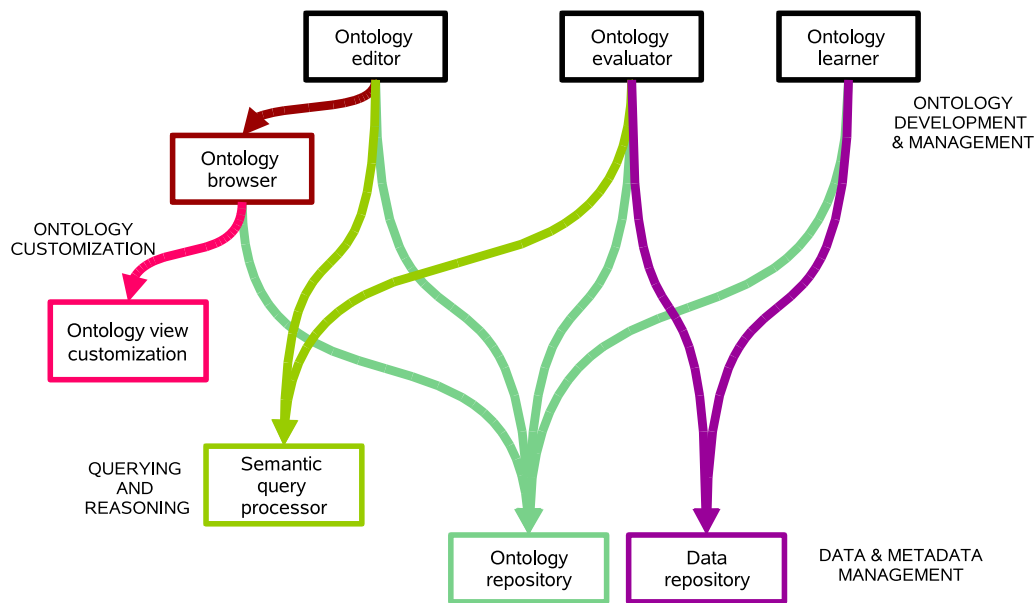 Ontology
editor
Ontology
evaluator
Ontology
learner
ONTOLOGY
DEVELOPMENT
& MANAGEMENT
Ontology
browser
ONTOLOGY
CUSTOMIZATION
Ontology view
customization
QUERYING
AND
REASONING
Semantic
query
processor
Ontology
repository
Data
repository
DATA & METADATA
MANAGEMENT